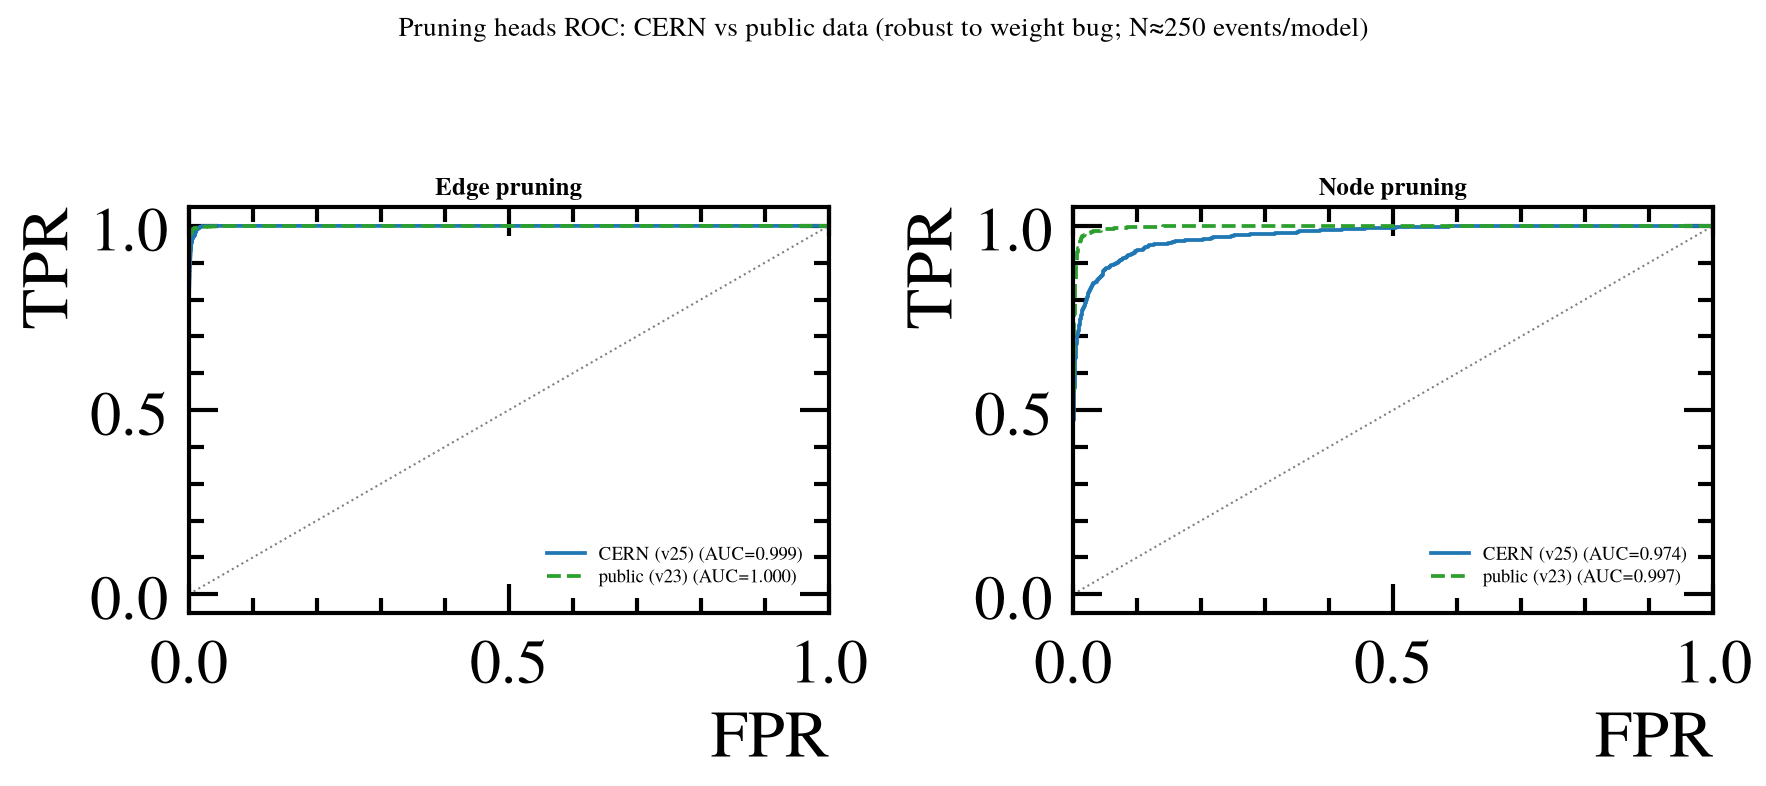 Pruning heads ROC: CERN vs public data (robust to weight bug; N≈250 events/model)
Edge pruning
TPR
1.0
0.5
0.0
CERN (v25) (AUC=0.999)
public (v23) (AUC=1.000)
0.0 0.5 1.0
FPR
Node pruning
TPR
1.0
0.5
0.0
CERN (v25) (AUC=0.974)
public (v23) (AUC=0.997)
0.0 0.5 1.0
FPR